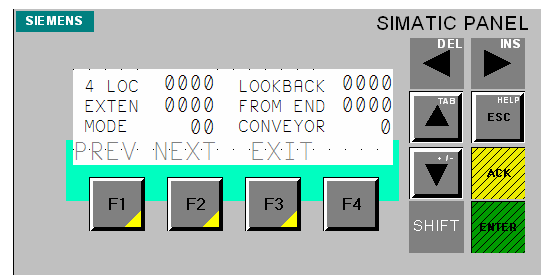 SIEMENS SIMATIC PANEL
DEL INS
4 LOC 0000 LOOKBACK 0000
EXTEN 0000 FROM END 0000
MODE 00 CONVEYOR 0
PREV NEXT EXIT
TAB HELP
ESC
+ / -
ACK
F1 F2 F3 F4
SHIFT ENTER